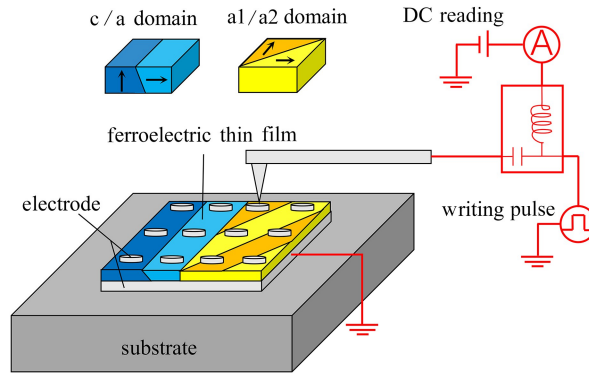 DC reading
c/a domain
a1/a2 domain
A
ferroelectric thin film
electrode
writing pulse
substrate